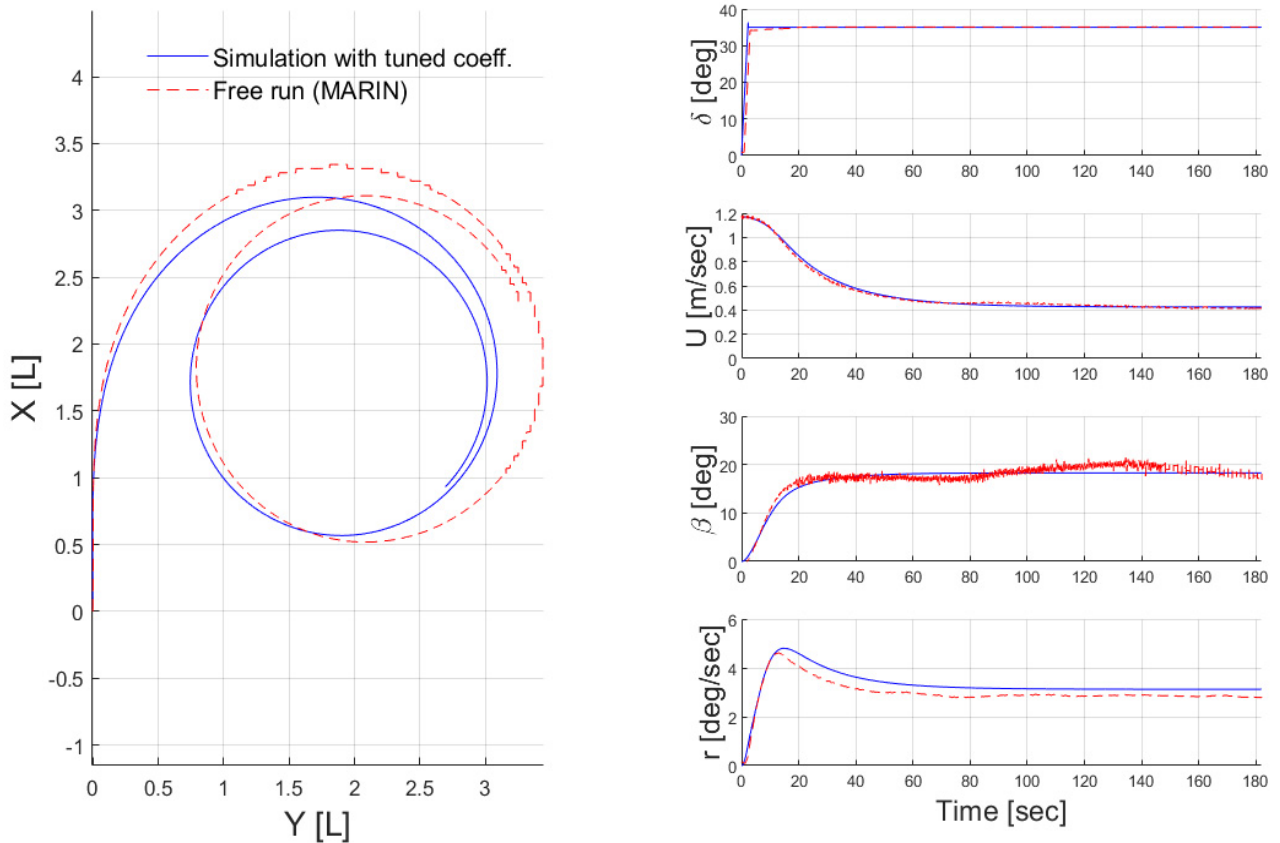 Simulation with tuned coeff.
Free run (MARIN)
4
3.5
3
2.5
2
1.5
1
0.5
0
-0.5
-1
X [L]
0 0.5 1 1.5 2 2.5 3
Y [L]
40
30
20
10
0
δ [deg]
0 20 40 60 80 100 120 140 160 180
1.2
1
0.8
0.6
0.4
0.2
0
U [m/sec]
0 20 40 60 80 100 120 140 160 180
30
20
10
0
β [deg]
0 20 40 60 80 100 120 140 160 180
6
4
2
0
r [deg/sec]
0 20 40 60 80 100 120 140 160 180
Time [sec]